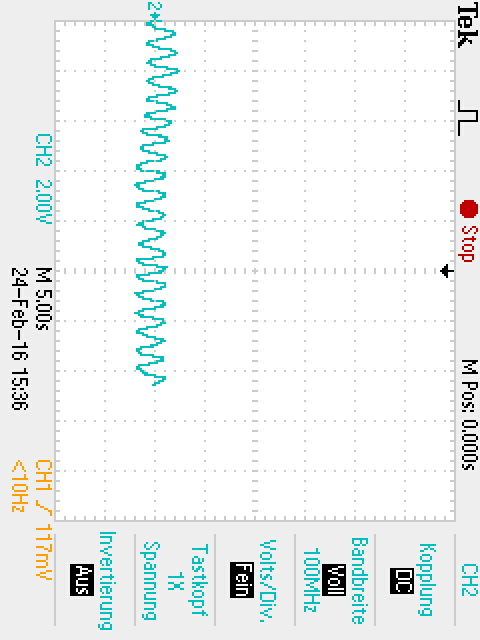 Tek Stop M Pos: 0.000s
CH2
Kopplung
DC
Bandbreite
Voll
100MHz
Volts/Div.
Fein
Tastkopf
1X
Spannung
Invertierung
Aus
2
CH2 2.00V M 5.00s CH1 117mV
24-Feb-16 15:36 <10Hz